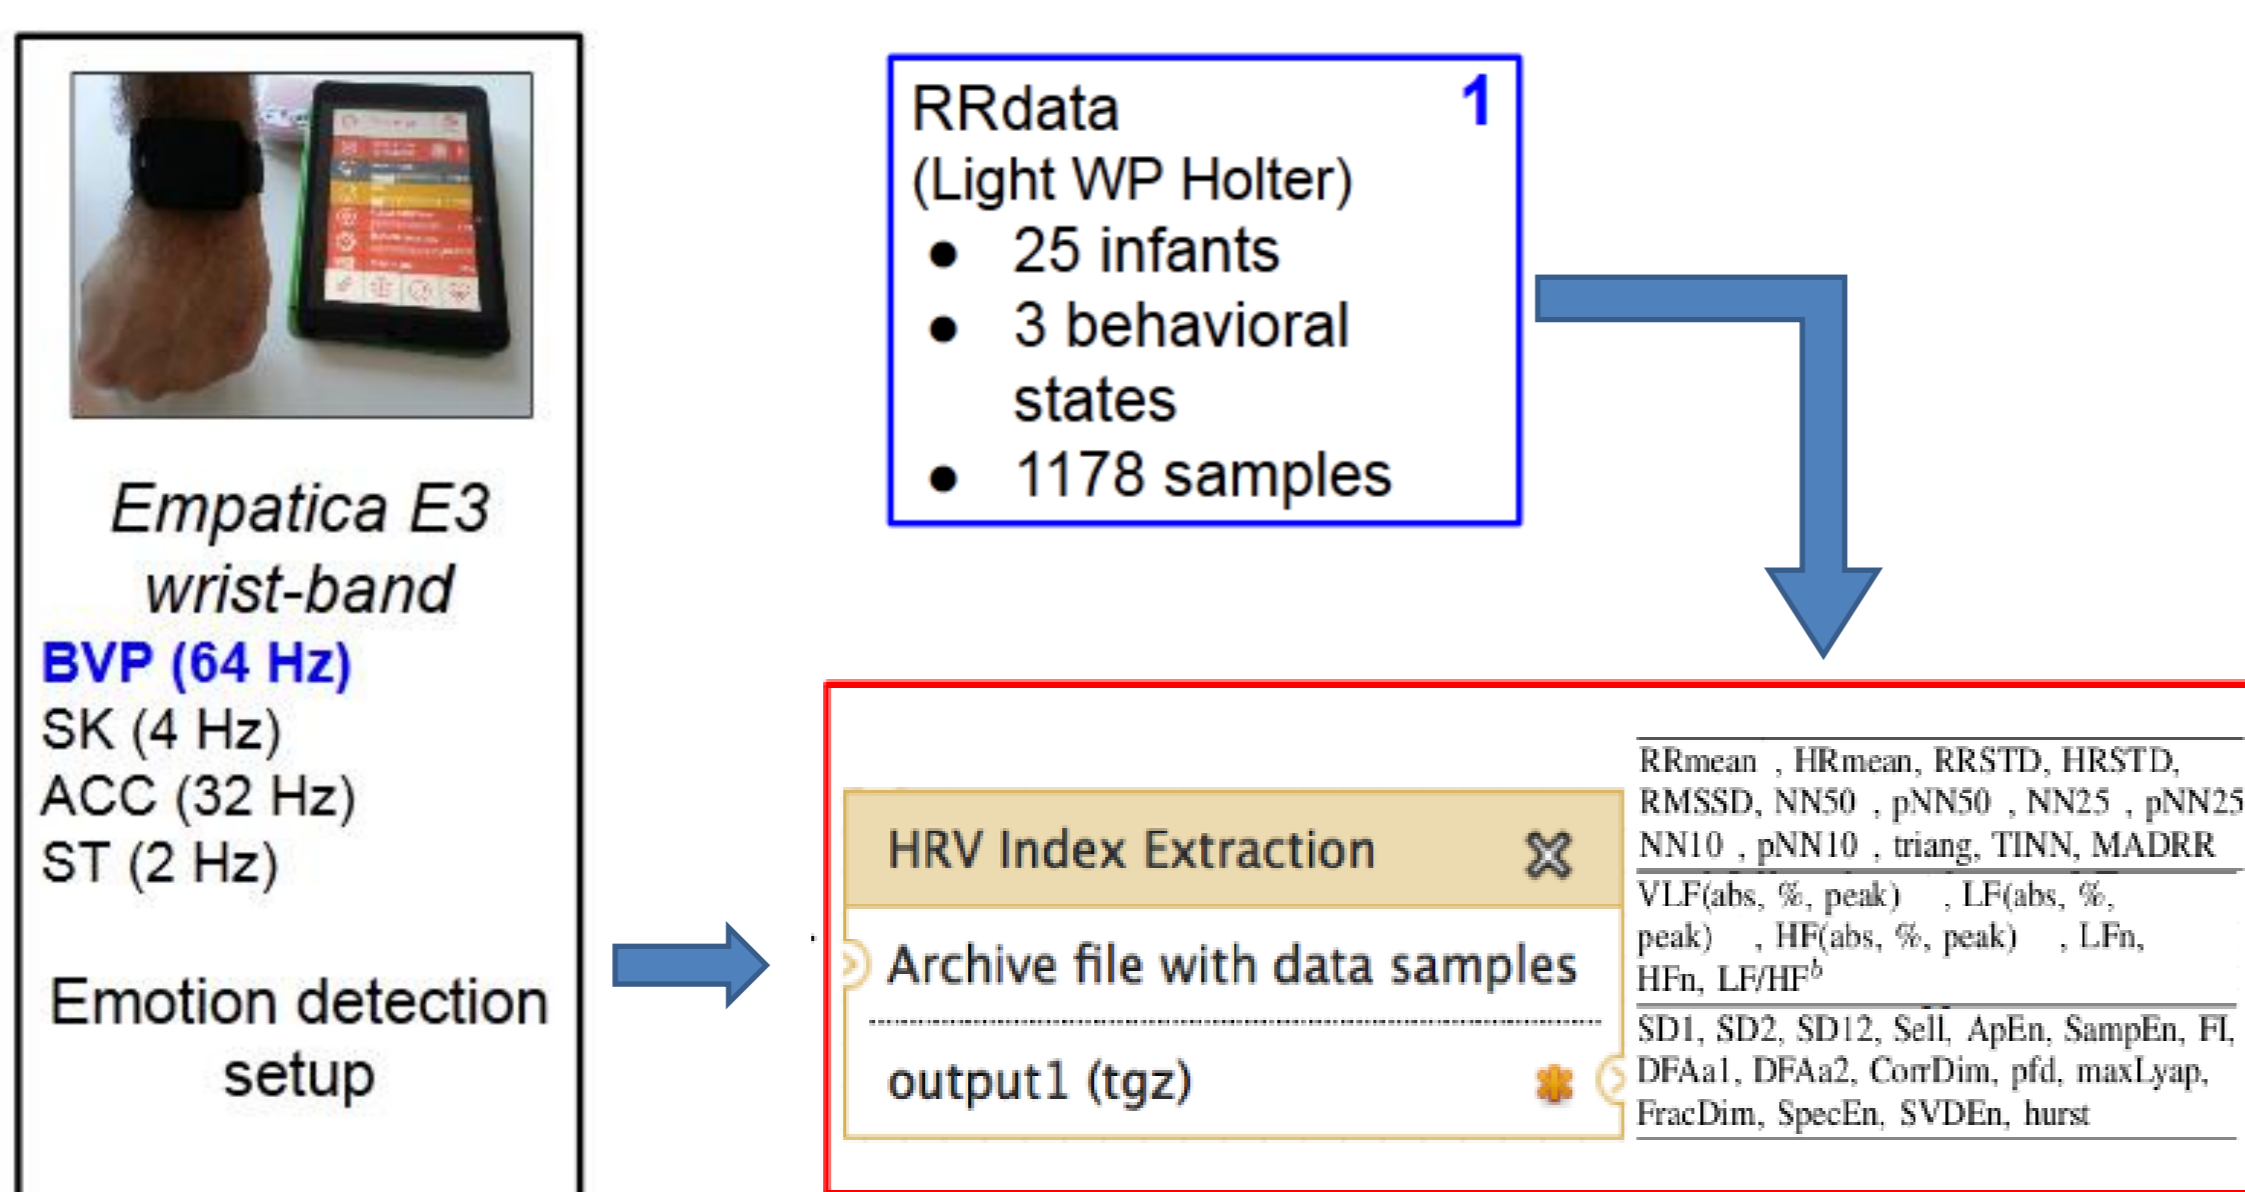 Empatica E3
wrist-band
BVP (64 Hz)
SK (4 Hz)
ACC (32 Hz)
ST (2 Hz)
Emotion detection
setup
RRdata
1
(Light WP Holter)
● 25 infants
● 3 behavioral
states
● 1178 samples
HRV Index Extraction
Archive file with data samples
output1 (tgz)
RRmean , HRmean, RRSTD, HRSTD,
RMSSD, NN50 , pNN50 , NN25 , pNN25
NN10 , pNN10 , triang, TINN, MADRR
VLF(abs, %, peak) , LF(abs, %,
peak) , HF(abs, %, peak) , LFn,
HFn, LF/HFᵇ
SD1, SD2, SD12, Sell, ApEn, SampEn, FI,
DFAa1, DFAa2, CorrDim, pfd, maxLyap,
FracDim, SpecEn, SVDEn, hurst